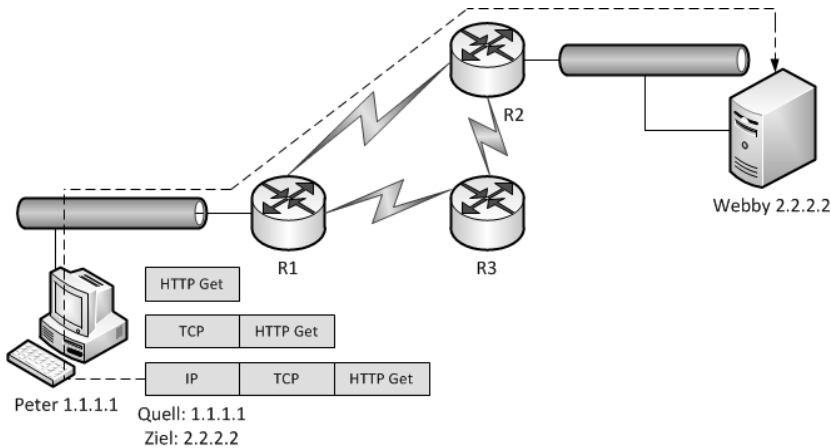 R2
Webby 2.2.2.2
R1
R3
HTTP Get
TCP HTTP Get
IP TCP HTTP Get
Peter 1.1.1.1
Quell: 1.1.1.1
Ziel: 2.2.2.2